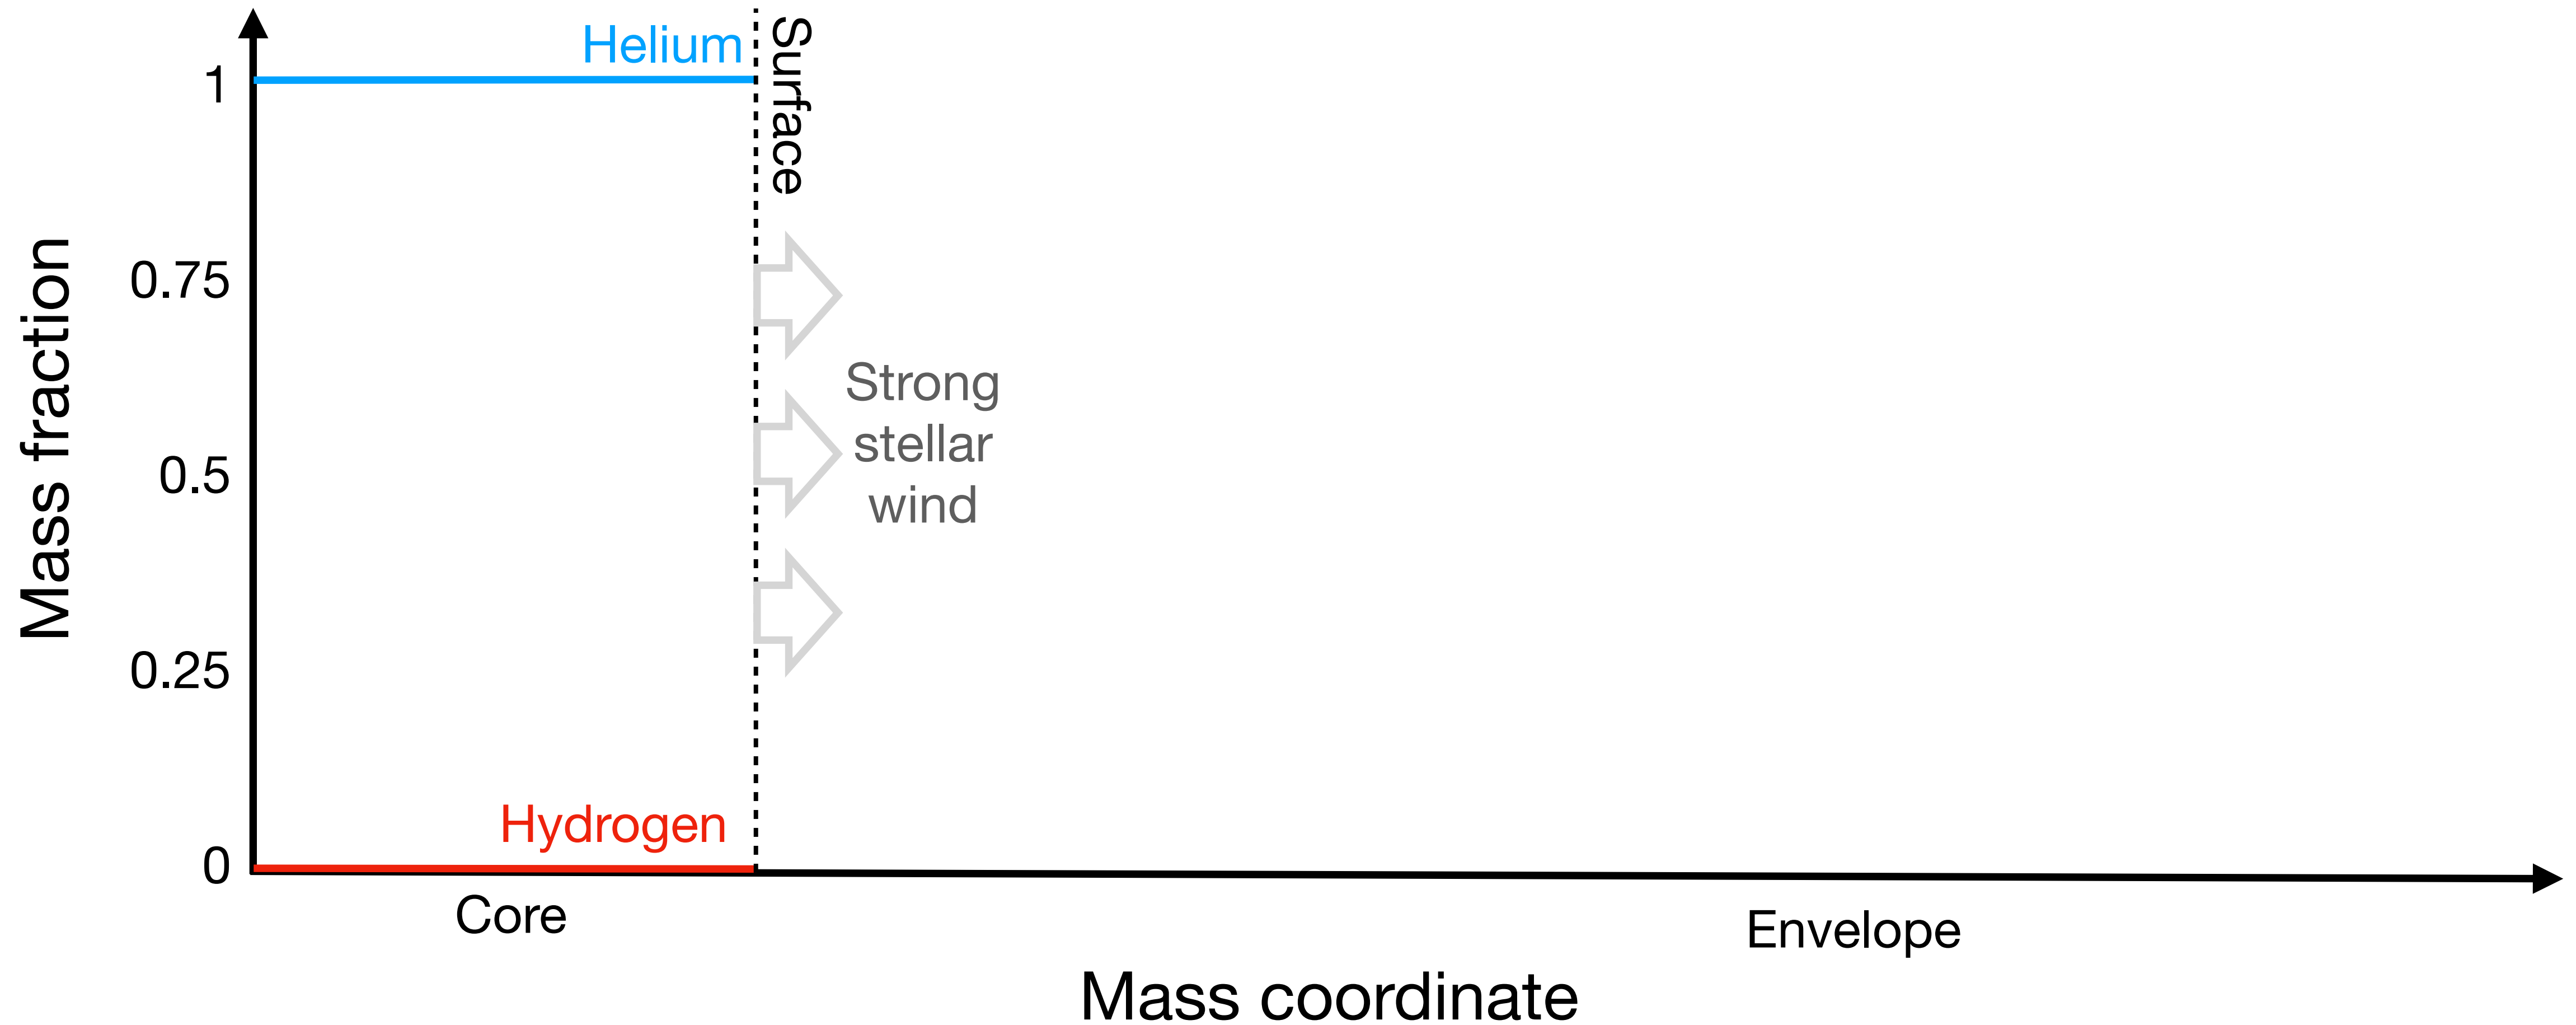 Helium
Surface
1
0.75
0.5
0.25
0
Mass fraction
Strong
stellar
wind
Hydrogen
Core
Envelope
Mass coordinate